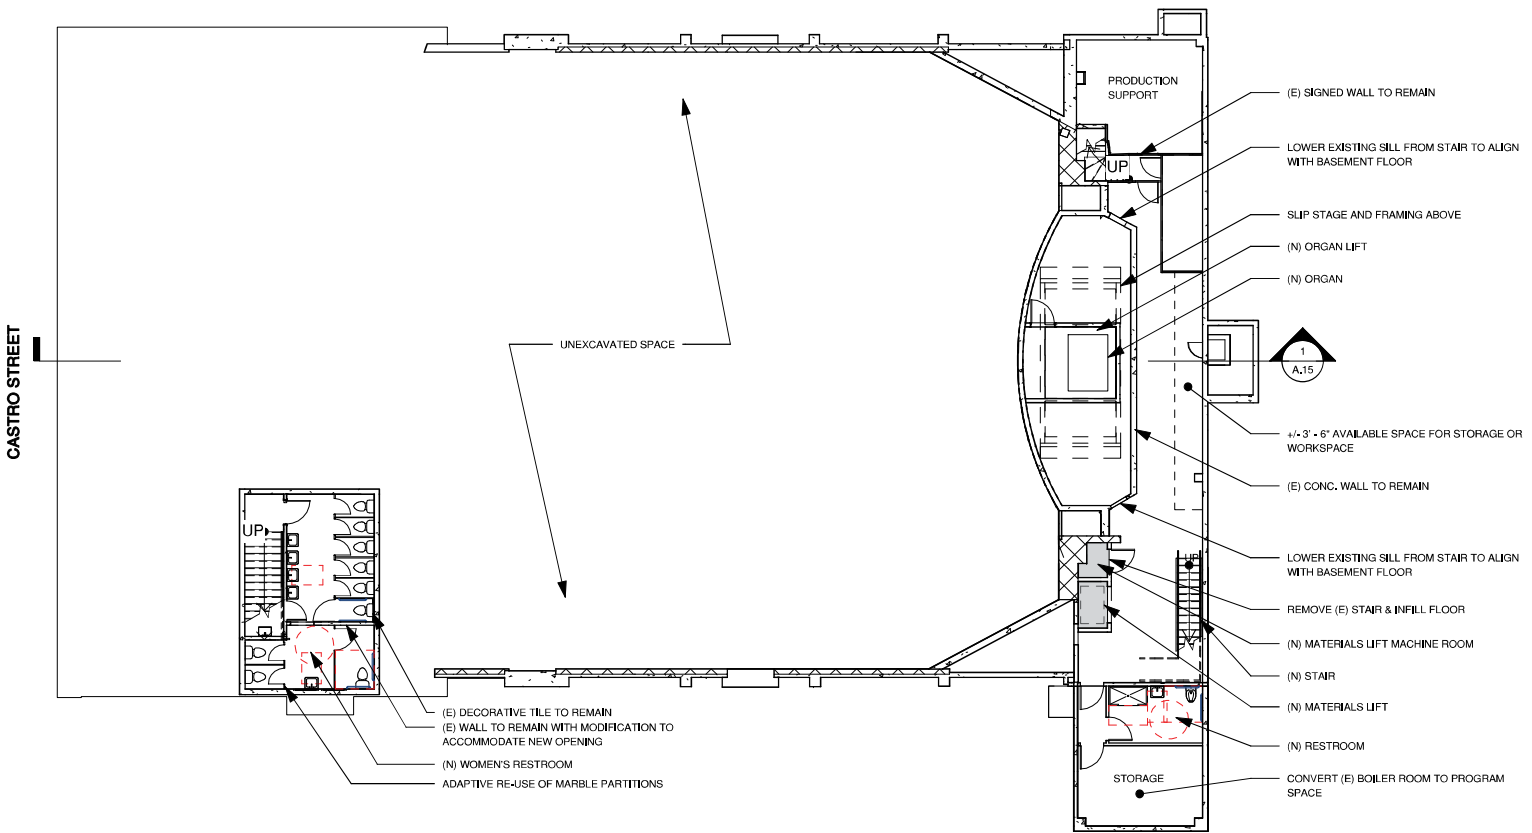 PRODUCTION
SUPPORT
(E) SIGNED WALL TO REMAIN
LOWER EXISTING SILL FROM STAIR TO ALIGN
WITH BASEMENT FLOOR
UP
SLIP STAGE AND FRAMING ABOVE
(N) ORGAN LIFT
(N) ORGAN
CASTRO STREET
UNEXCAVATED SPACE
1
A.15
+/- 3' - 6" AVAILABLE SPACE FOR STORAGE OR
WORKSPACE
(E) CONC. WALL TO REMAIN
UP
LOWER EXISTING SILL FROM STAIR TO ALIGN
WITH BASEMENT FLOOR
UP
REMOVE (E) STAIR & INFILL FLOOR
(N) MATERIALS LIFT MACHINE ROOM
(N) STAIR
(N) MATERIALS LIFT
(N) RESTROOM
(E) DECORATIVE TILE TO REMAIN
(E) WALL TO REMAIN WITH MODIFICATION TO
ACCOMMODATE NEW OPENING
(N) WOMEN'S RESTROOM
ADAPTIVE RE-USE OF MARBLE PARTITIONS
STORAGE
CONVERT (E) BOILER ROOM TO PROGRAM
SPACE